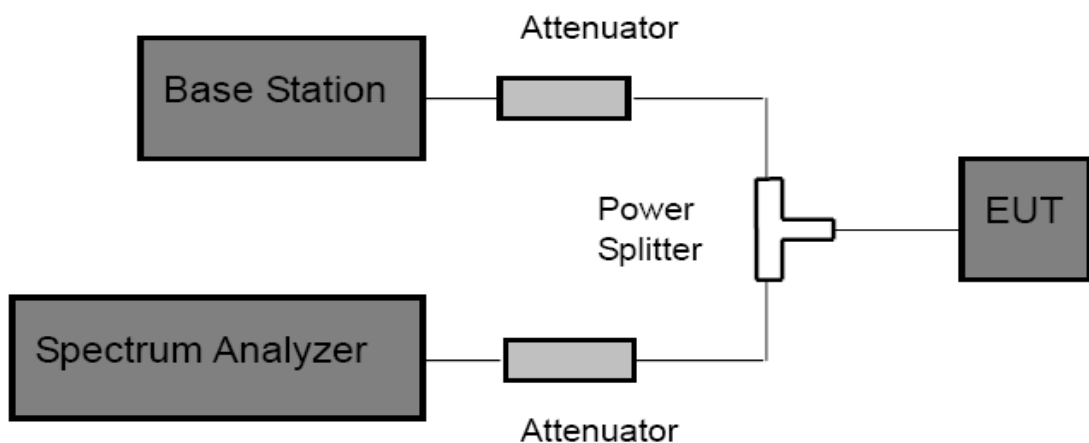 Attenuator
Base Station
Power
Splitter
EUT
Spectrum Analyzer
Attenuator